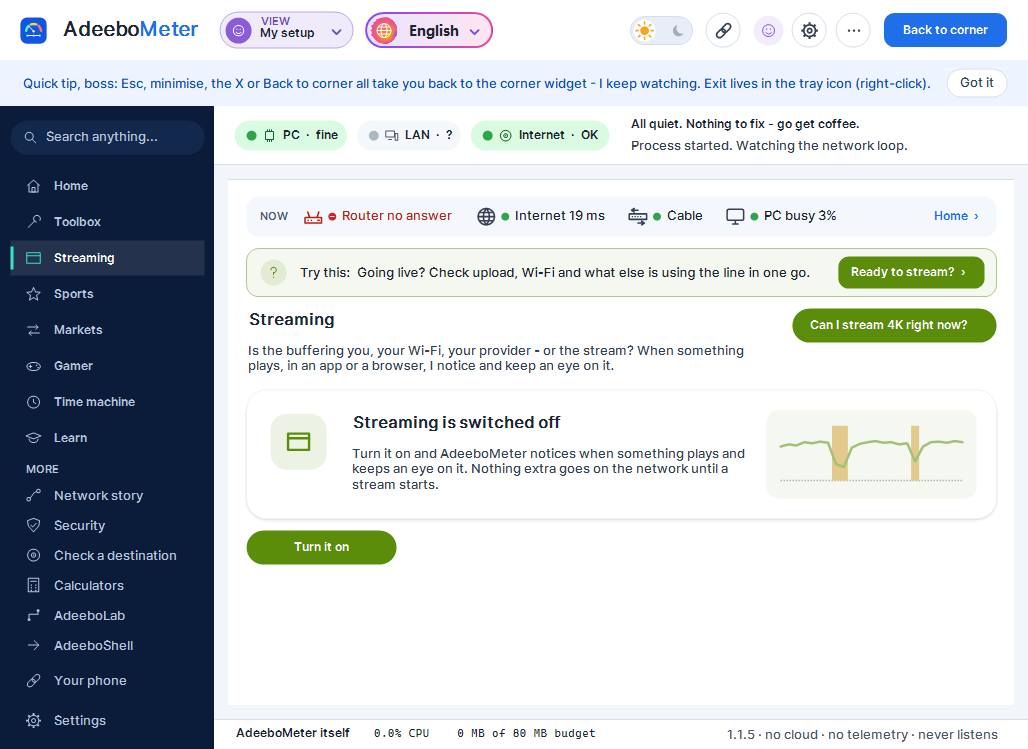 AdeeboMeter
VIEW
My setup
English
Back to corner
Quick tip, boss: Esc, minimise, the X or Back to corner all take you back to the corner widget - I keep watching. Exit lives in the tray icon (right-click).
Got it
Search anything...
PC · fine
LAN · ?
Internet · OK
All quiet. Nothing to fix - go get coffee.
Process started. Watching the network loop.
Home
Toolbox
Streaming
Sports
Markets
Gamer
Time machine
Learn
MORE
Network story
Security
Check a destination
Calculators
AdeeboLab
AdeeboShell
Your phone
Settings
NOW
Router no answer
Internet 19 ms
Cable
PC busy 3%
Home ›
?
Try this: Going live? Check upload, Wi-Fi and what else is using the line in one go.
Ready to stream? ›
Streaming
Can I stream 4K right now?
Is the buffering you, your Wi-Fi, your provider - or the stream? When something
plays, in an app or a browser, I notice and keep an eye on it.
Streaming is switched off
Turn it on and AdeeboMeter notices when something plays and
keeps an eye on it. Nothing extra goes on the network until a
stream starts.
Turn it on
AdeeboMeter itself
0.0% CPU
0 MB of 80 MB budget
1.1.5 · no cloud · no telemetry · never listens